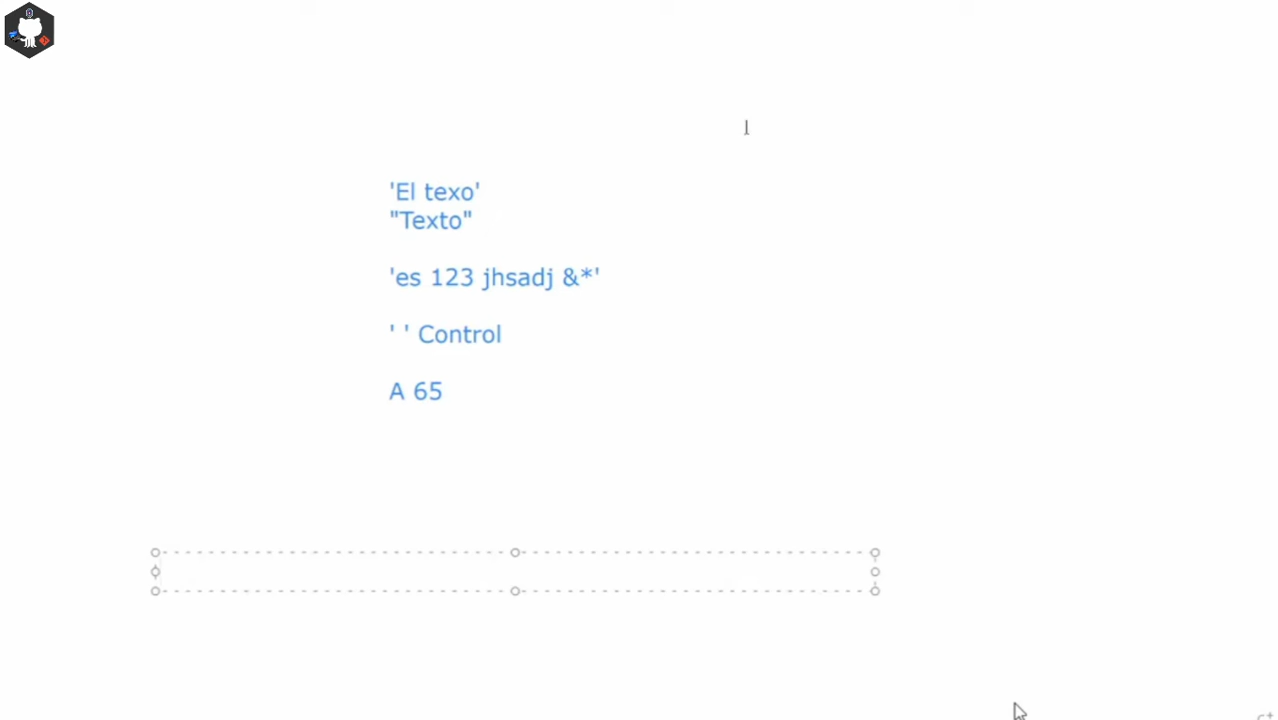 'El texo'
"Texto"
'es 123 jhsadj &*'
' ' Control
A 65